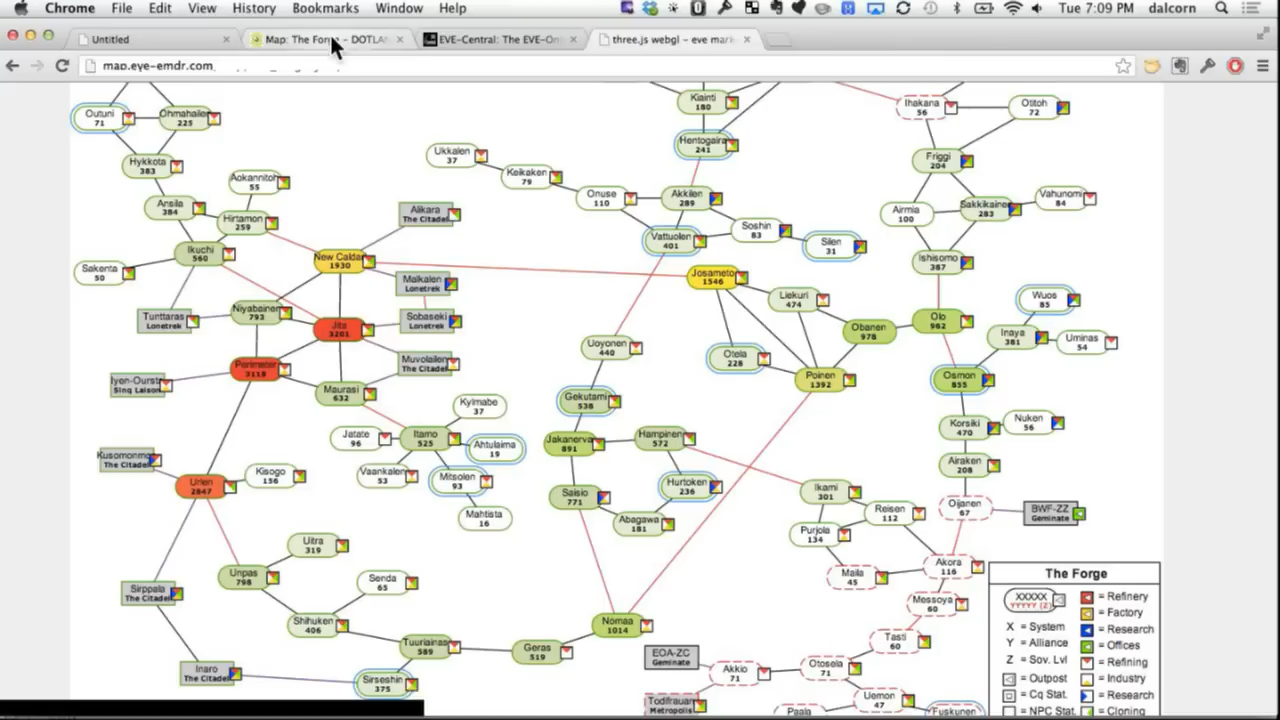 Chrome File Edit View History Bookmarks Window Help Tue 7:09 PM dalcorn
Untitled
Map: The Forge - DOTLA
EVE-Central: The EVE-On
three.js webgl - eve mark
map.eve-emdr.com
Kiainti
180
Ihakana
56
Otitoh
72
Outuni
71
Ohmahailen
225
Hentogaira
241
Friggi
204
Hykkota
383
Ukkalen
37
Keikaken
79
Aokannitoh
55
Onuse
110
Akkilen
289
Airmia
100
Sakkikainen
283
Vahunomi
84
Ansila
384
Hirtamon
259
Alikara
The Citadel
Vattuolen
401
Soshin
83
Silen
31
Ikuchi
560
Sakenta
50
New Caldari
1930
Malkalen
Lonetrek
Josameto
1546
Ishisomo
387
Liekuri
474
Wuos
85
Tunttaras
Lonetrek
Niyabainen
793
Jita
3201
Sobaseki
Lonetrek
Obanen
978
Olo
962
Inaya
381
Uminas
54
Uoyonen
440
Otela
228
Perimeter
3118
Muvolailen
The Citadel
Iyen-Oursta
Sinq Laison
Maurasi
632
Poinen
1392
Osmon
855
Gekutami
538
Kylmabe
37
Jatate
96
Itamo
525
Ahtulaima
19
Jakanerva
891
Hampinen
572
Korsiki
470
Nuken
56
Kusomonmon
The Citadel
Urlen
2847
Kisogo
156
Vaankalen
53
Mitsolen
93
Mahtista
16
Saisio
771
Hurtoken
236
Abagawa
181
Airaken
208
Ikami
301
Reisen
112
Oijanen
67
BWF-ZZ
Geminate
Purjola
134
Uitra
319
Unpas
798
Senda
65
Maila
45
Akora
116
Sirppala
The Citadel
Shihuken
406
Messoya
60
Nomaa
1014
Tasti
60
Tuuriainas
589
Geras
519
EOA-ZC
Geminate
Akkio
71
Otosela
71
Inaro
The Citadel
Sirseshin
375
Todifrauan
Metropolis
Uemon
47
Paala
Fuskunen
The Forge
XXXXX
YYYYY (Z)
= Refinery
= Factory
X = System
= Research
Y = Alliance
= Offices
Z = Sov. Lvl
= Refining
= Outpost
= Industry
= Cq Stat.
= Research
= NPC Stat.
= Cloning